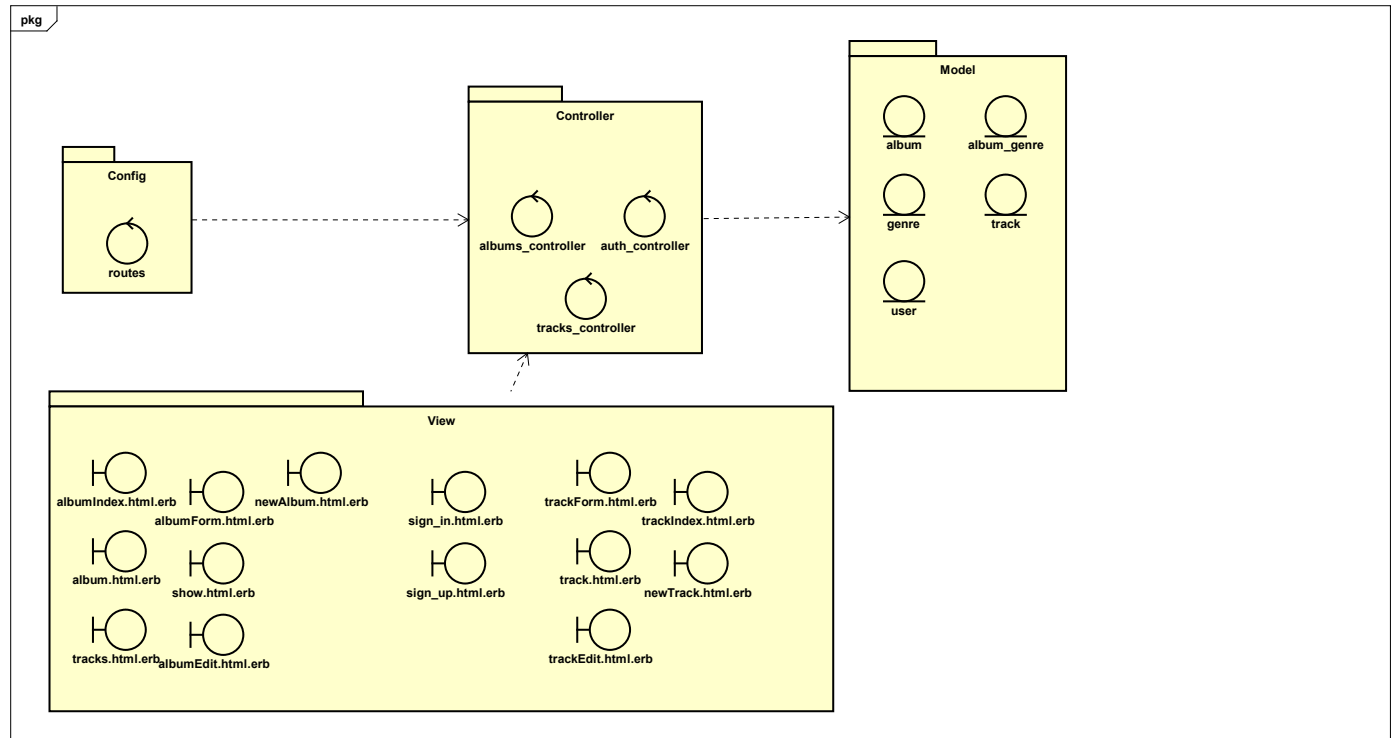 pkg
Model
album
album_genre
genre
track
user
Controller
albums_controller
auth_controller
tracks_controller
Config
routes
View
albumIndex.html.erb
albumForm.html.erb
newAlbum.html.erb
sign_in.html.erb
trackForm.html.erb
trackIndex.html.erb
album.html.erb
show.html.erb
sign_up.html.erb
track.html.erb
newTrack.html.erb
tracks.html.erb
albumEdit.html.erb
trackEdit.html.erb